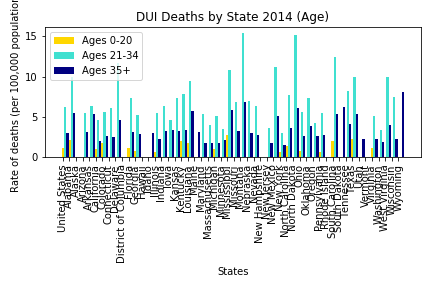 DUI Deaths by State 2014 (Age)
Rate of deaths (per 100,000 population
15
10
5
0
Ages 0-20
Ages 21-34
Ages 35+
United States
Alabama
Alaska
Arizona
Arkansas
California
Colorado
Connecticut
Delaware
District of Columbia
Florida
Georgia
Hawaii
Idaho
Illinois
Indiana
Iowa
Kansas
Kentucky
Louisiana
Maine
Maryland
Massachusetts
Michigan
Minnesota
Mississippi
Missouri
Montana
Nebraska
Nevada
New Hampshire
New Jersey
New Mexico
New York
North Carolina
North Dakota
Ohio
Oklahoma
Oregon
Pennsylvania
Rhode Island
South Carolina
South Dakota
Tennessee
Texas
Utah
Vermont
Virginia
Washington
West Virginia
Wisconsin
Wyoming
States